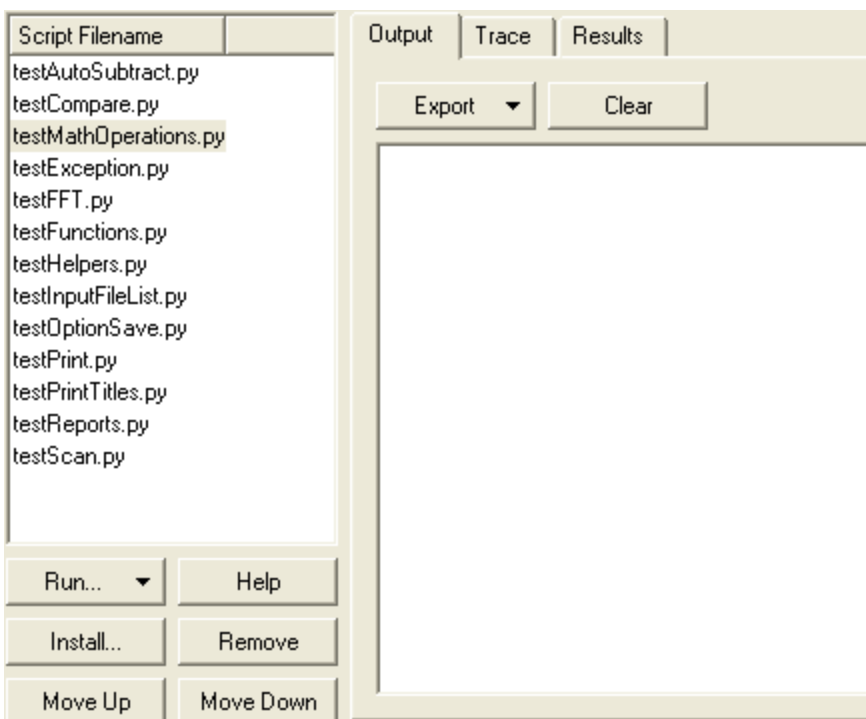 Script Filename
testAutoSubtract.py
testCompare.py
testMathOperations.py
testException.py
testFFT.py
testFunctions.py
testHelpers.py
testInputFileList.py
testOptionSave.py
testPrint.py
testPrintTitles.py
testReports.py
testScan.py
Run... Help
Install... Remove
Move Up Move Down
Output Trace Results
Export Clear